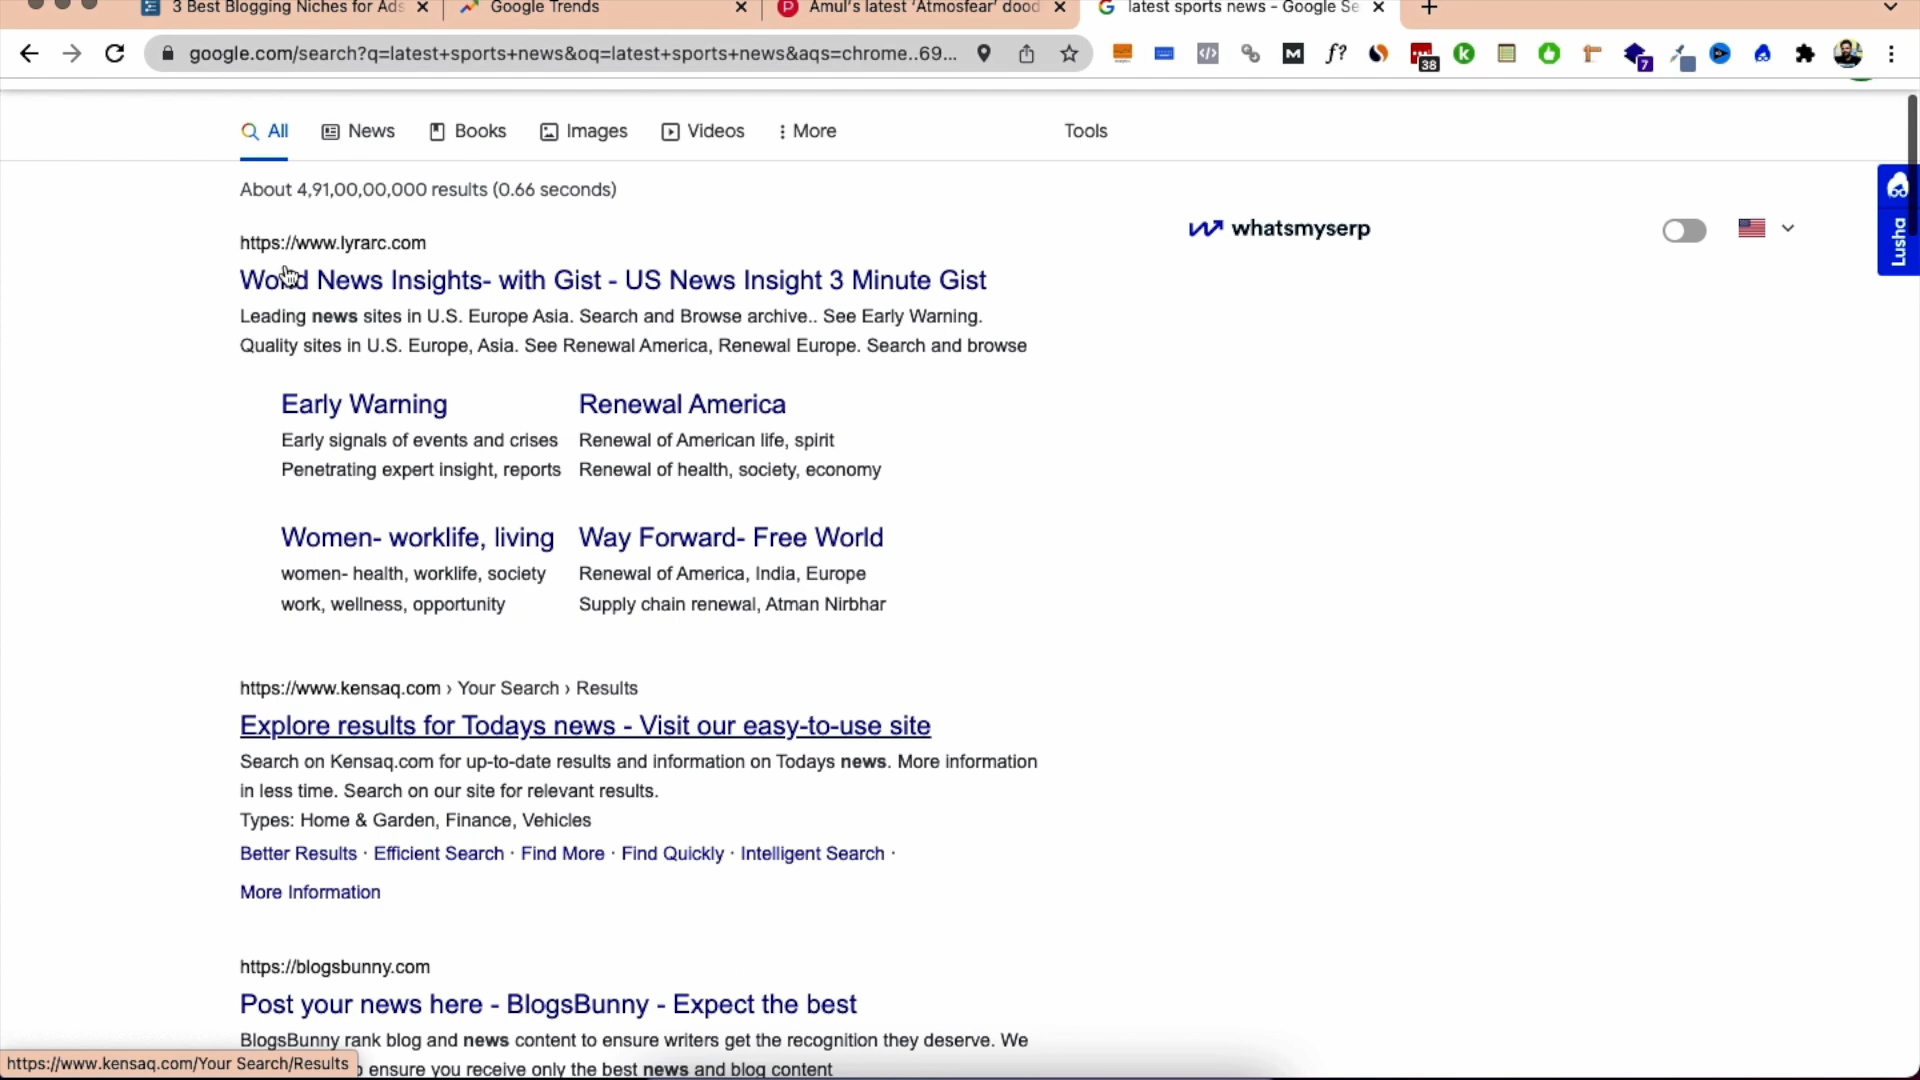 3 Best Blogging Niches for Ads
Google Trends
Amul's latest 'Atmosfear' dood
latest sports news - Google Se
google.com/search?q=latest+sports+news&oq=latest+sports+news&aqs=chrome..69...
38
7
All
News
Books
Images
Videos
More
Tools
About 4,91,00,00,000 results (0.66 seconds)
whatsmyserp
Lusha
https://www.lyrarc.com
World News Insights- with Gist - US News Insight 3 Minute Gist
Leading news sites in U.S. Europe Asia. Search and Browse archive.. See Early Warning.
Quality sites in U.S. Europe, Asia. See Renewal America, Renewal Europe. Search and browse
Early Warning
Early signals of events and crises
Penetrating expert insight, reports
Renewal America
Renewal of American life, spirit
Renewal of health, society, economy
Women- worklife, living
women- health, worklife, society
work, wellness, opportunity
Way Forward- Free World
Renewal of America, India, Europe
Supply chain renewal, Atman Nirbhar
https://www.kensaq.com › Your Search › Results
Explore results for Todays news - Visit our easy-to-use site
Search on Kensaq.com for up-to-date results and information on Todays news. More information
in less time. Search on our site for relevant results.
Types: Home & Garden, Finance, Vehicles
Better Results · Efficient Search · Find More · Find Quickly · Intelligent Search ·
More Information
https://blogsbunny.com
Post your news here - BlogsBunny - Expect the best
BlogsBunny rank blog and news content to ensure writers get the recognition they deserve. We
ensure you receive only the best news and blog content
https://www.kensaq.com/Your Search/Results